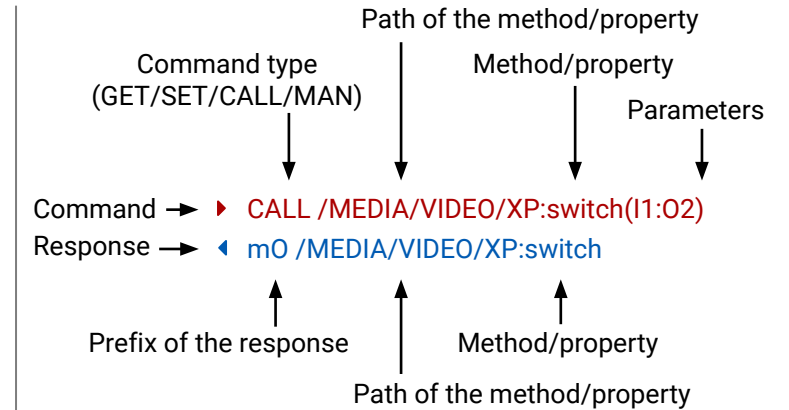 Path of the method/property
Command type
(GET/SET/CALL/MAN)
Method/property
Parameters
Command
CALL /MEDIA/VIDEO/XP:switch(I1:O2)
Response
mO /MEDIA/VIDEO/XP:switch
Prefix of the response
Method/property
Path of the method/property